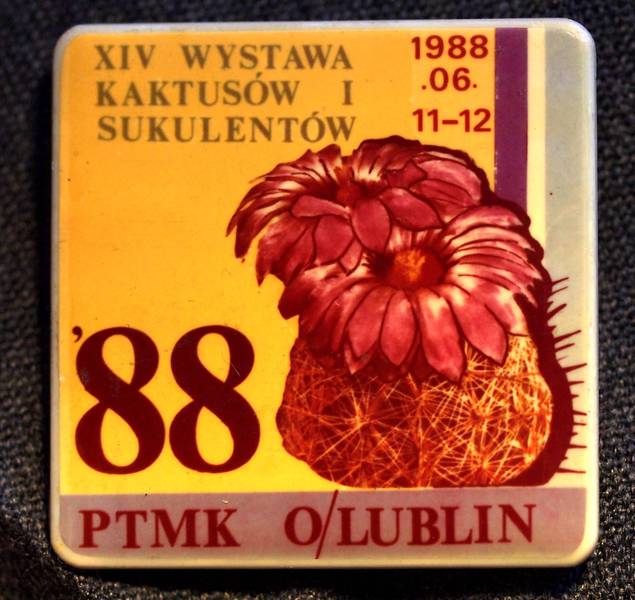 XIV WYSTAWA
KAKTUSÓW I
SUKULENTÓW
1988
.06.
11-12
'88
PTMK O/LUBLIN